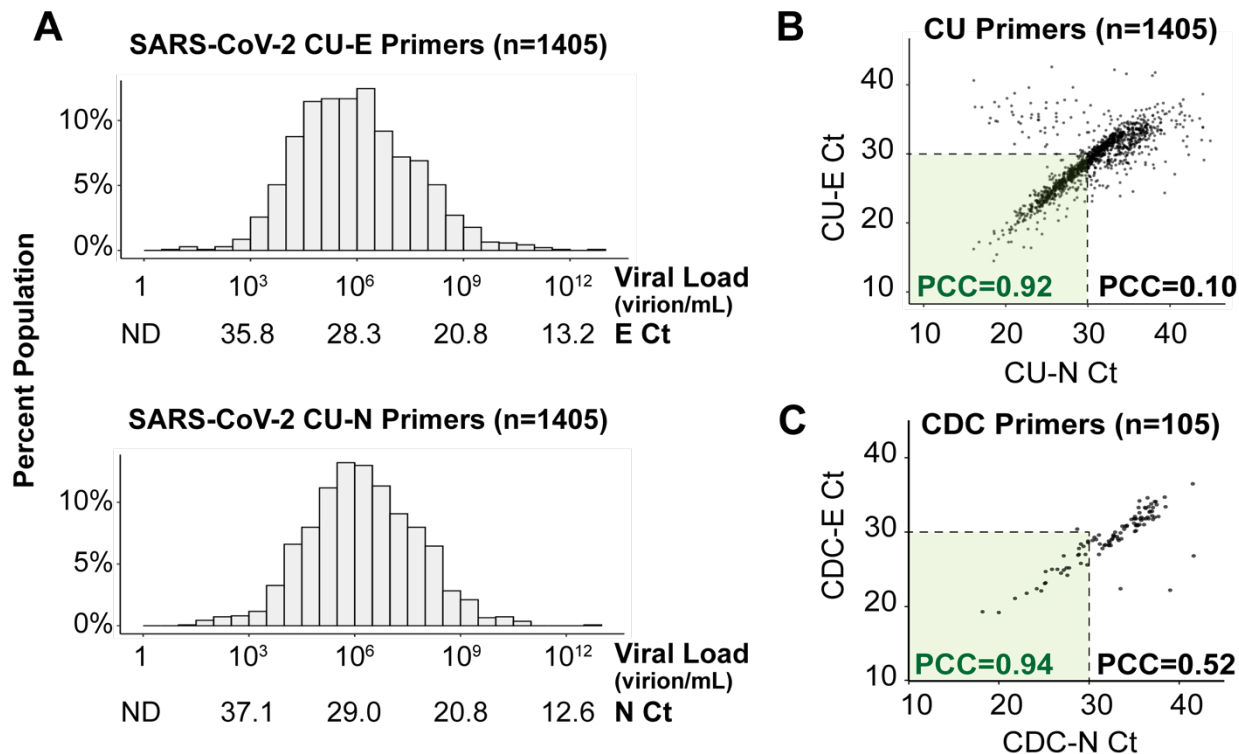 A
SARS-CoV-2 CU-E Primers (n=1405)
10%
5%
0%
1 10³ 10⁶ 10⁹ 10¹² Viral Load
(virion/mL)
ND 35.8 28.3 20.8 13.2 E Ct
Percent Population
SARS-CoV-2 CU-N Primers (n=1405)
10%
5%
0%
1 10³ 10⁶ 10⁹ 10¹² Viral Load
(virion/mL)
ND 37.1 29.0 20.8 12.6 N Ct
B
CU Primers (n=1405)
40
30
20
10
CU-E Ct
PCC=0.92 PCC=0.10
10 20 30 40
CU-N Ct
C
CDC Primers (n=105)
40
30
20
10
CDC-E Ct
PCC=0.94 PCC=0.52
10 20 30 40
CDC-N Ct